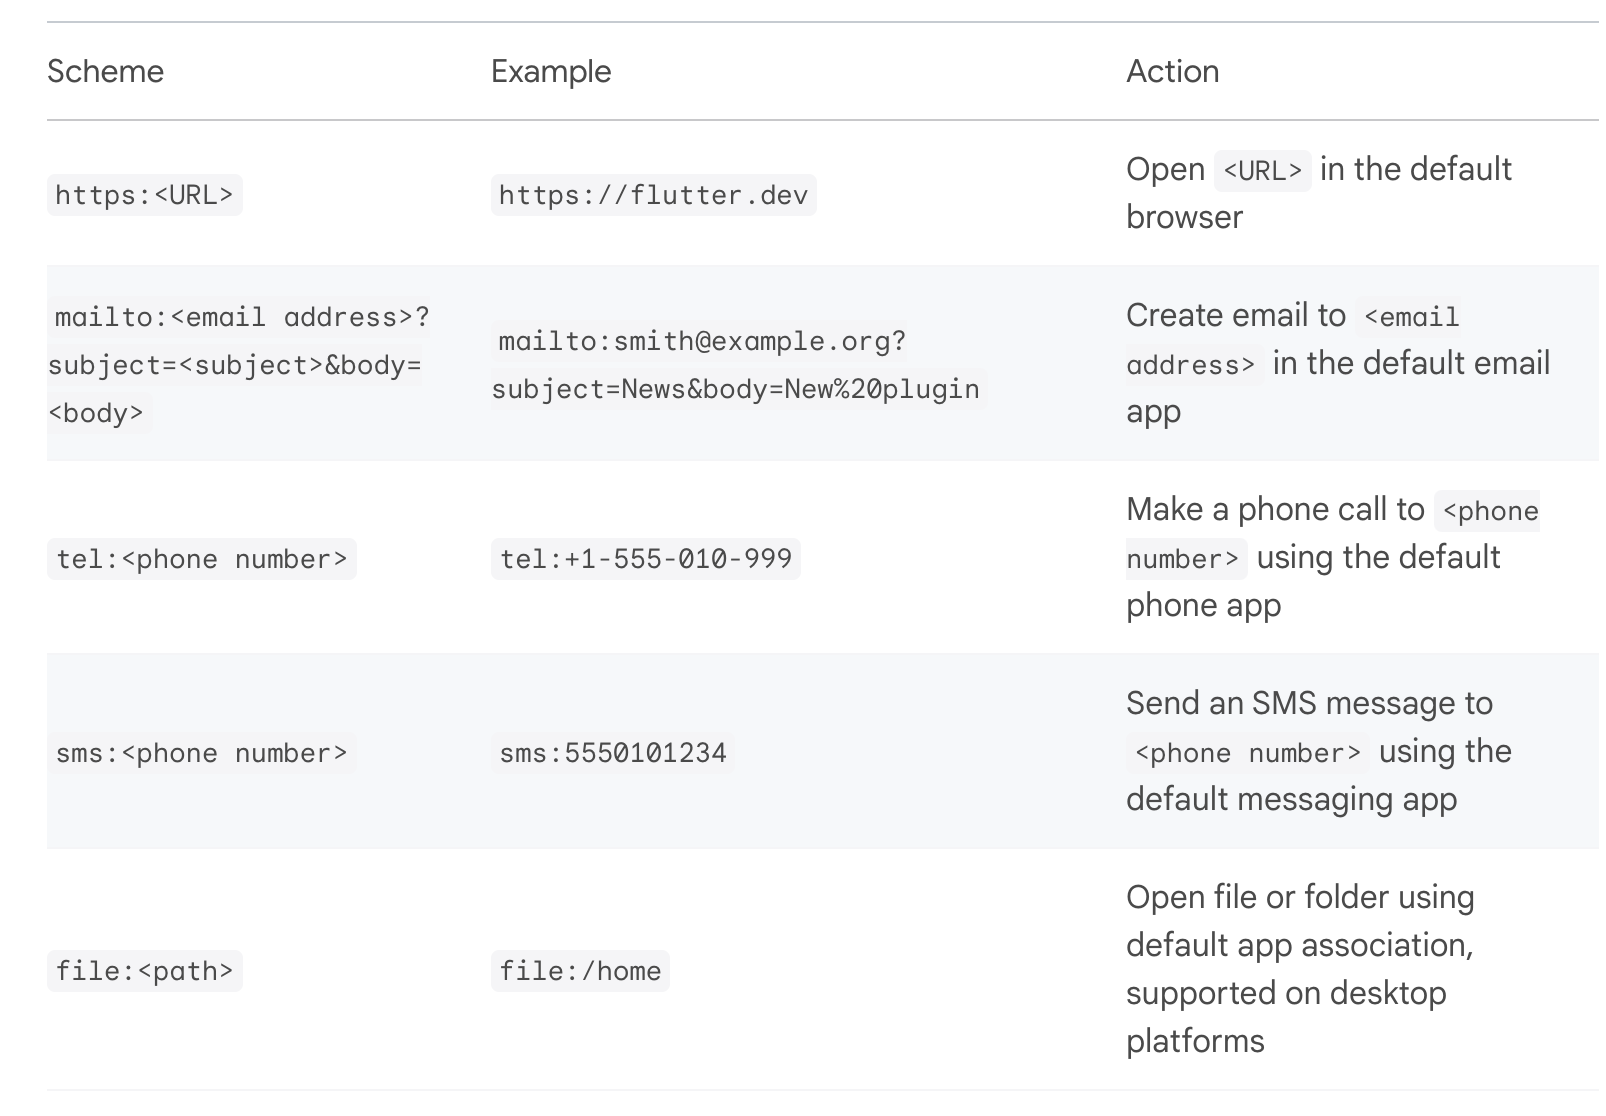 Scheme Example Action
https:<URL> https://flutter.dev Open <URL> in the default
browser
mailto:<email address>?
subject=<subject>&body=
<body>
mailto:smith@example.org?
subject=News&body=New%20plugin
Create email to <email
address> in the default email
app
tel:<phone number> tel:+1-555-010-999
Make a phone call to <phone
number> using the default
phone app
sms:<phone number> sms:5550101234
Send an SMS message to
<phone number> using the
default messaging app
file:<path> file:/home
Open file or folder using
default app association,
supported on desktop
platforms